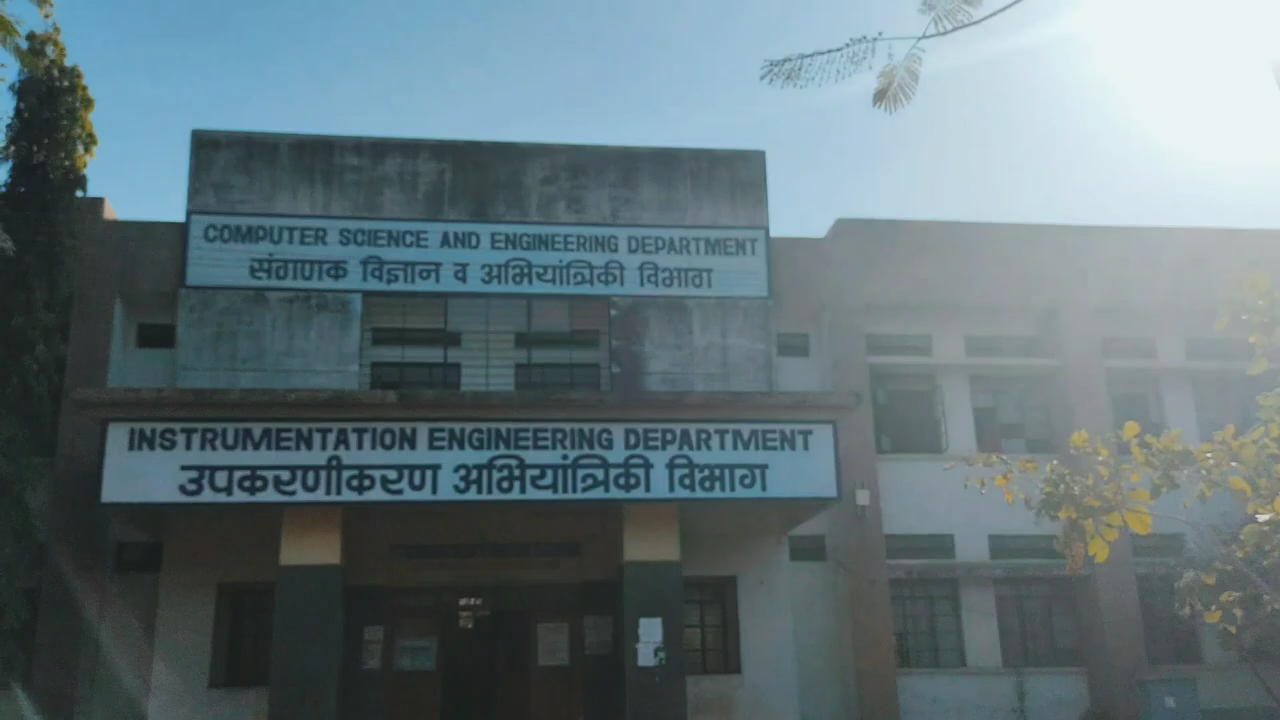 COMPUTER SCIENCE AND ENGINEERING DEPARTMENT
संगणक विज्ञान व अभियांत्रिकी विभाग
INSTRUMENTATION ENGINEERING DEPARTMENT
उपकरणीकरण अभियांत्रिकी विभाग